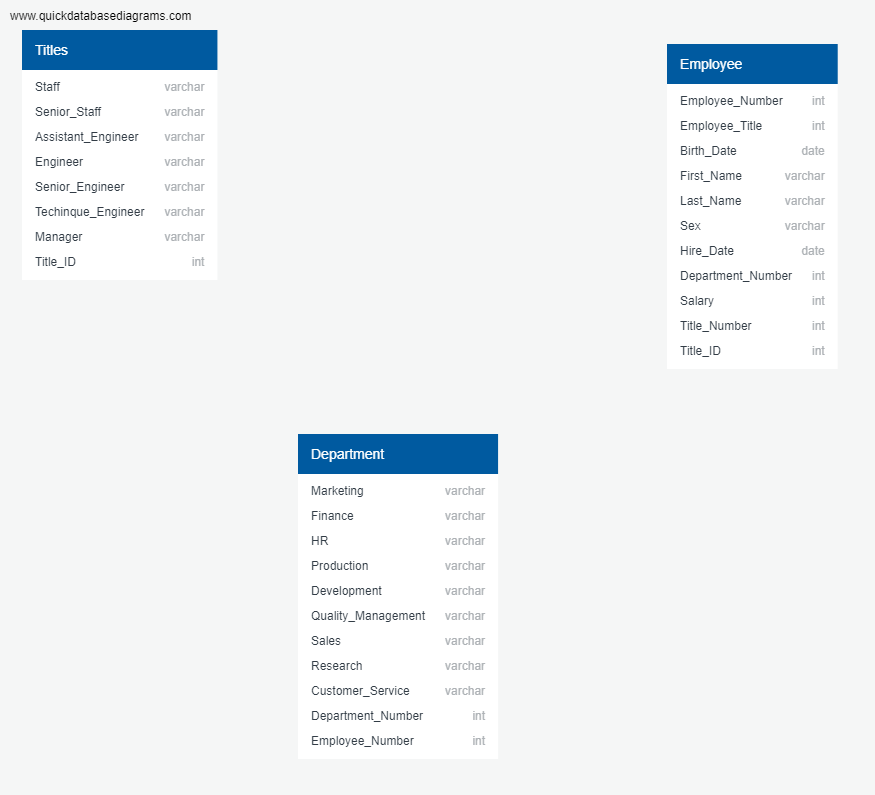 www.quickdatabasediagrams.com
Titles
Staff varchar
Senior_Staff varchar
Assistant_Engineer varchar
Engineer varchar
Senior_Engineer varchar
Techinque_Engineer varchar
Manager varchar
Title_ID int
Employee
Employee_Number int
Employee_Title int
Birth_Date date
First_Name varchar
Last_Name varchar
Sex varchar
Hire_Date date
Department_Number int
Salary int
Title_Number int
Title_ID int
Department
Marketing varchar
Finance varchar
HR varchar
Production varchar
Development varchar
Quality_Management varchar
Sales varchar
Research varchar
Customer_Service varchar
Department_Number int
Employee_Number int